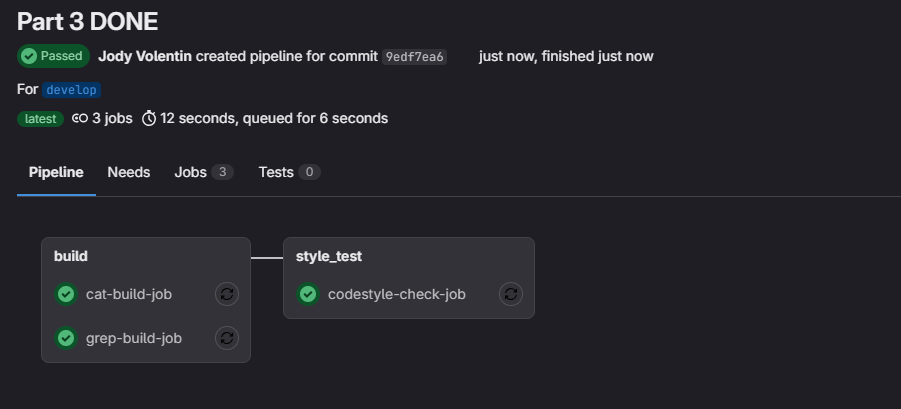 Part 3 DONE
Passed Jody Volentin created pipeline for commit 9edf7ea6 just now, finished just now
For develop
latest 3 jobs 12 seconds, queued for 6 seconds
Pipeline Needs Jobs 3 Tests 0
build style_test
cat-build-job codestyle-check-job
grep-build-job